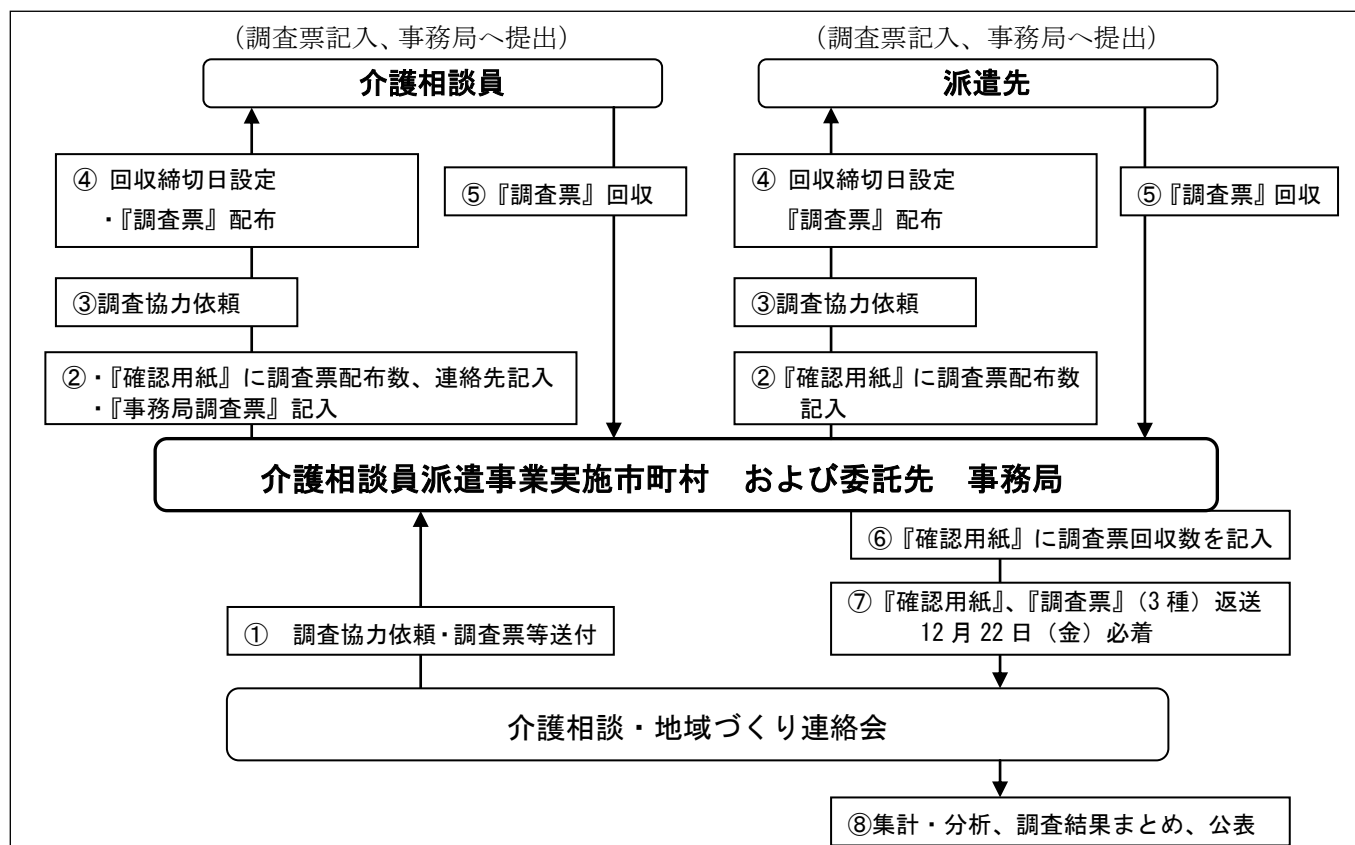 （調査票記入、事務局へ提出）
（調査票記入、事務局へ提出）
介護相談員
派遣先
④ 回収締切日設定
・『調査票』配布
⑤『調査票』回収
④ 回収締切日設定
『調査票』配布
⑤『調査票』回収
③調査協力依頼
③調査協力依頼
②・『確認用紙』に調査票配布数、連絡先記入
・『事務局調査票』記入
②『確認用紙』に調査票配布数
記入
介護相談員派遣事業実施市町村　および委託先　事務局
⑥『確認用紙』に調査票回収数を記入
⑦『確認用紙』、『調査票』（3 種）返送
12 月 22 日（金）必着
①　調査協力依頼・調査票等送付
介護相談・地域づくり連絡会
⑧集計・分析、調査結果まとめ、公表